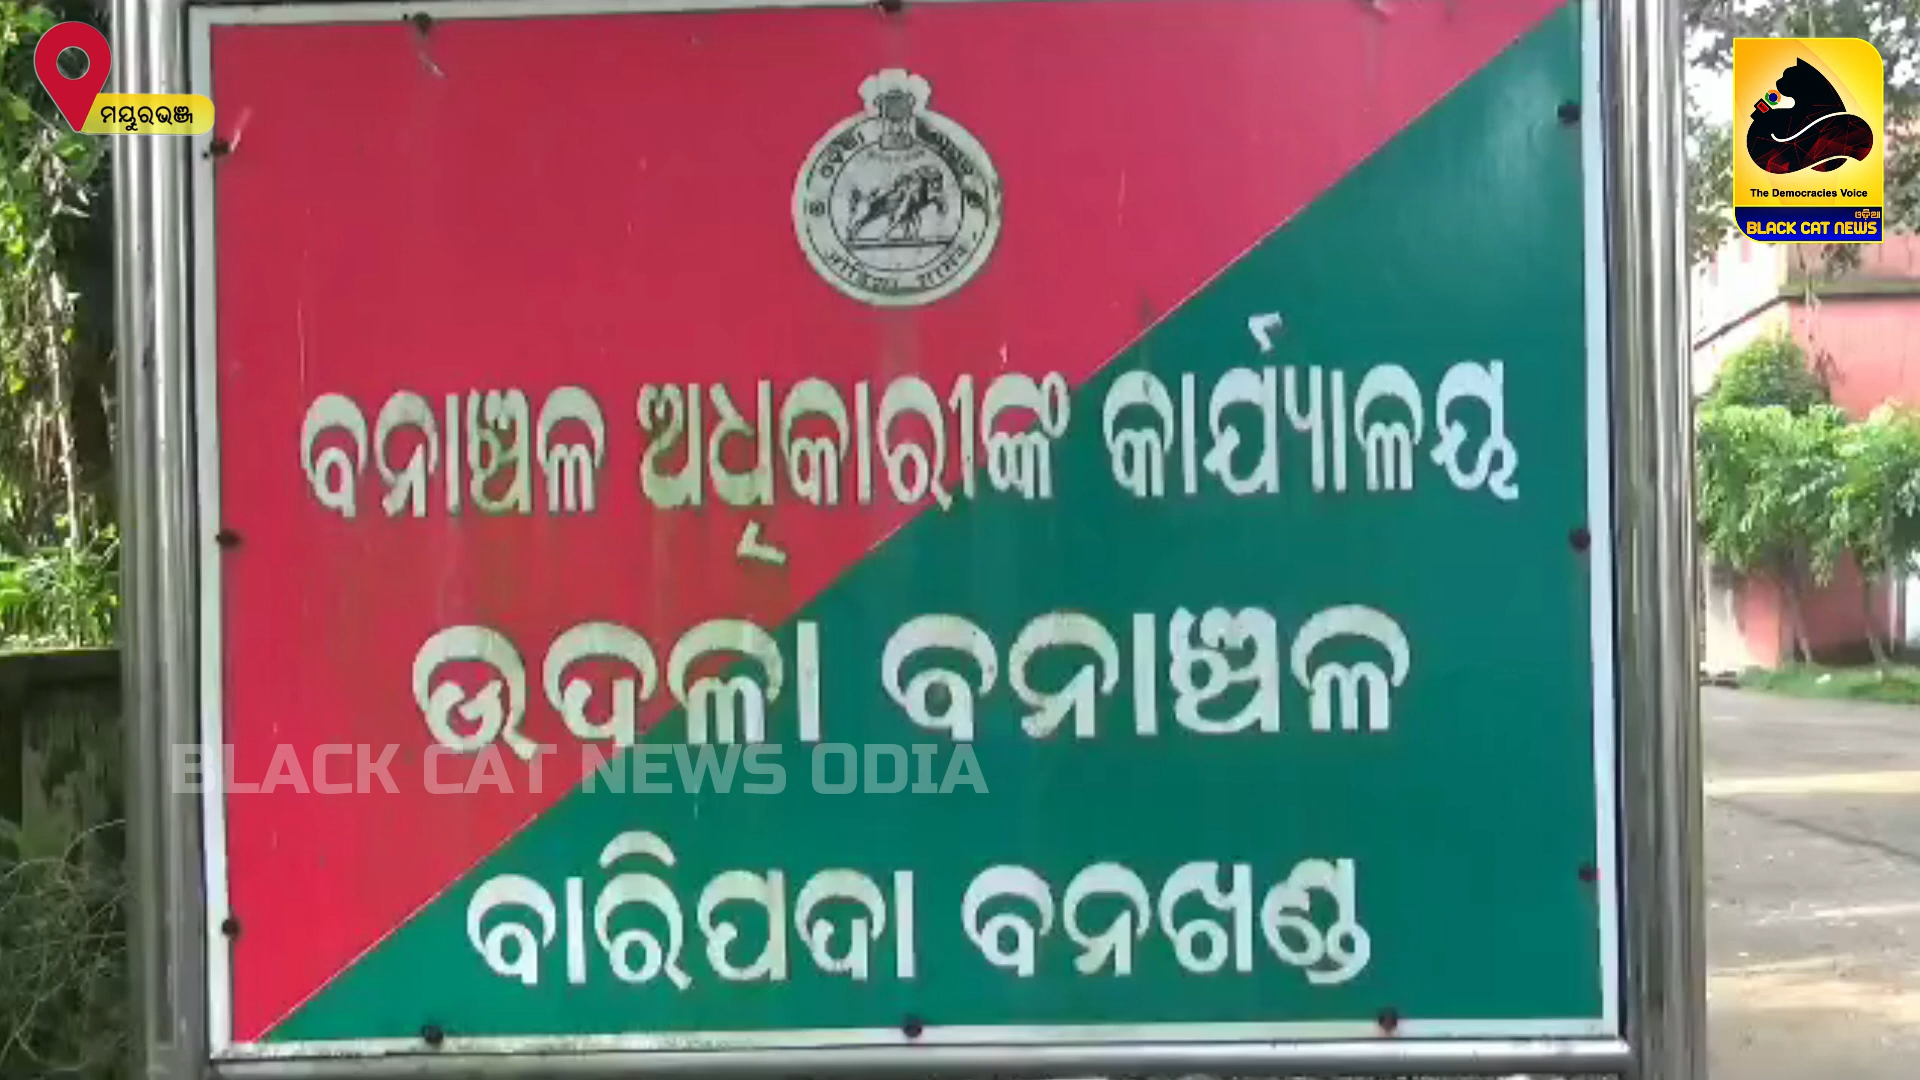 ମୟୁରଭଞ୍ଜ
The Democracies Voice
ଓଡ଼ିଆ
BLACK CAT NEWS
ବନାଞ୍ଚଳ ଅଧିକାରୀଙ୍କ କାର୍ଯ୍ୟାଳୟ
ଉଦଳା ବନାଞ୍ଚଳ
BLACK CAT NEWS ODIA
ବାରିପଦା ବନଖଣ୍ଡ